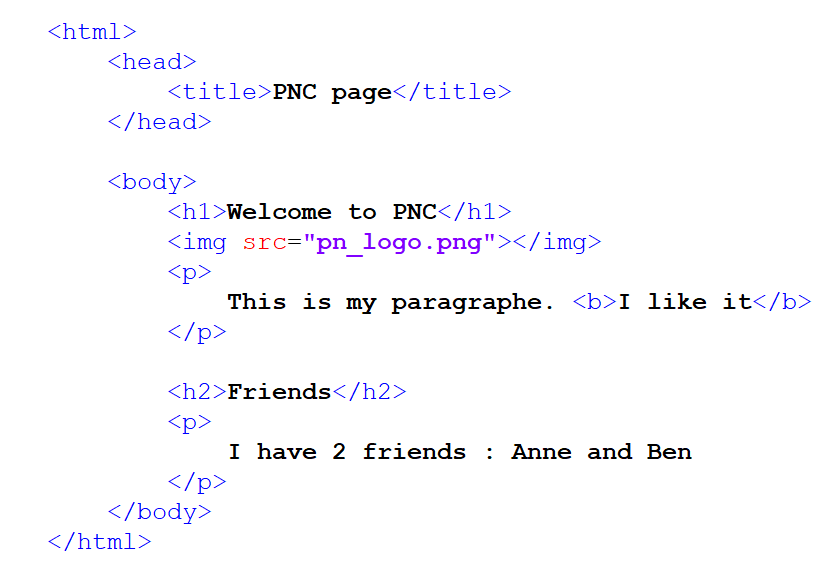 <html>
<head>
<title>PNC page</title>
</head>
<body>
<h1>Welcome to PNC</h1>
<img src="pn_logo.png"></img>
<p>
This is my paragraphe. <b>I like it</b>
</p>
<h2>Friends</h2>
<p>
I have 2 friends : Anne and Ben
</p>
</body>
</html>